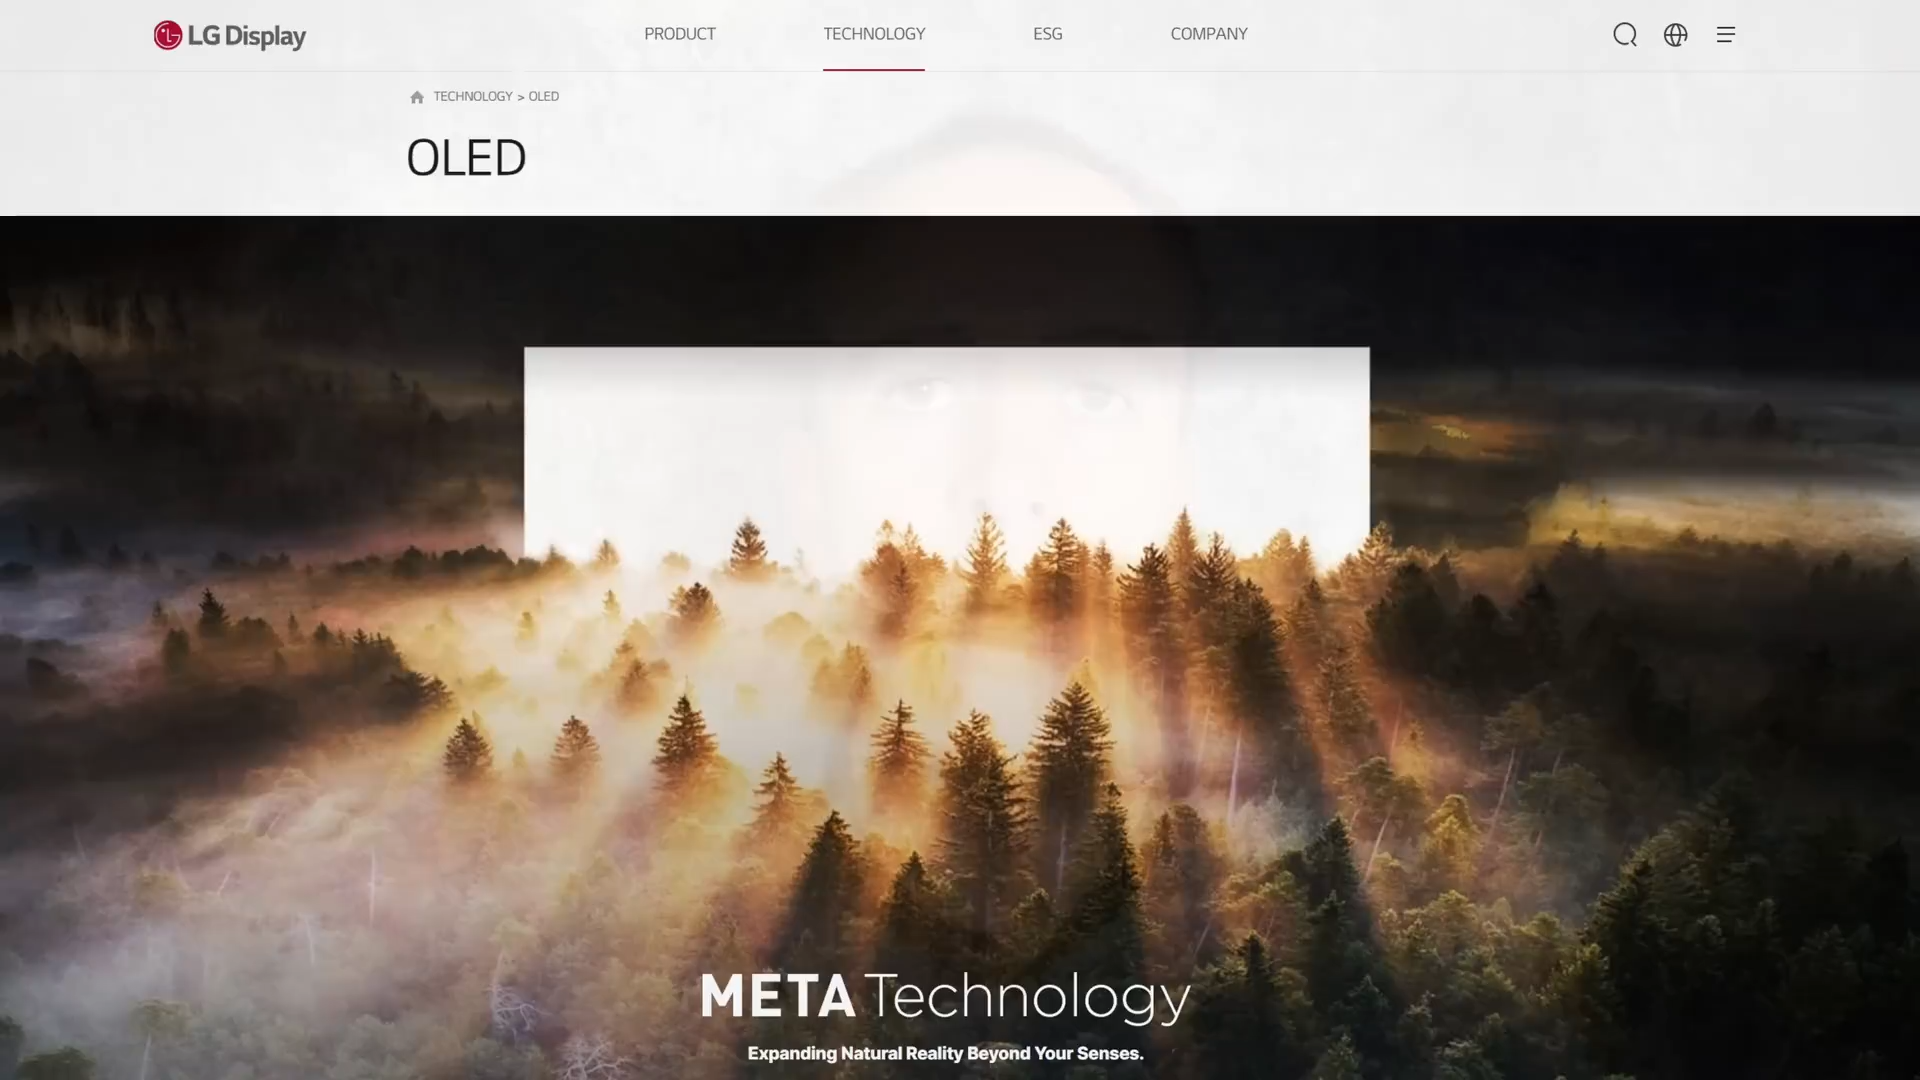 LG Display
PRODUCT
TECHNOLOGY
ESG
COMPANY
TECHNOLOGY > OLED
OLED
META Technology
Expanding Natural Reality Beyond Your Senses.